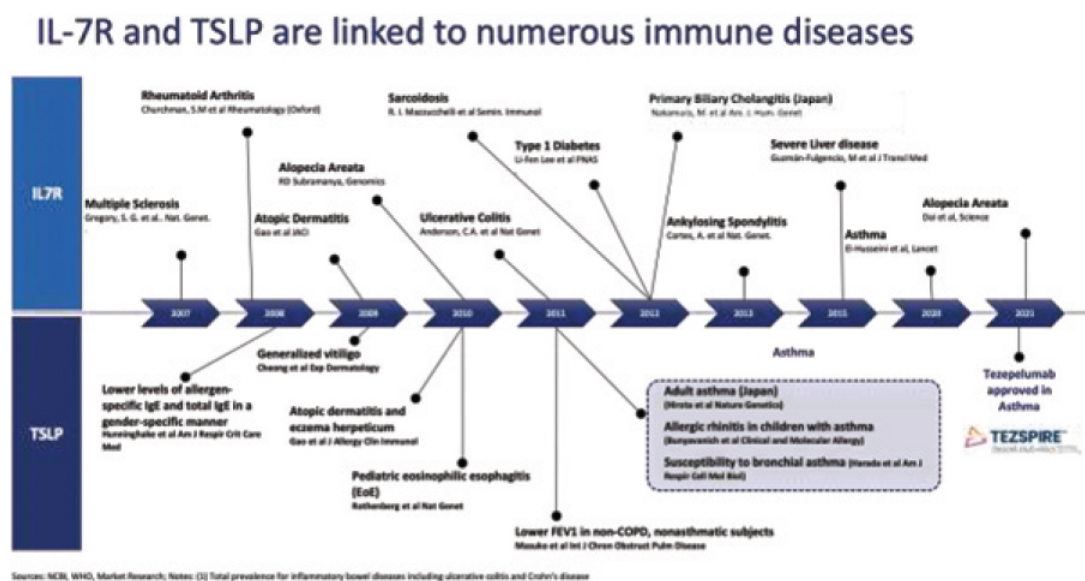 IL-7R and TSLP are linked to numerous immune diseases
IL7R
Rheumatoid Arthritis
Churchman, S.M et al Rheumatology (Oxford)
Sarcoidosis
R. I. Mazzucchelli et al Semin. Immunol
Primary Biliary Cholangitis (Japan)
Nakamura, M. et al Am. J. Hum. Genet
Type 1 Diabetes
Li-Fen Lee et al PNAS
Severe Liver disease
Guzmán-Fulgencio, M et al J Transl Med
Alopecia Areata
RD Subramanya, Genomics
Multiple Sclerosis
Gregory, S. G. et al.. Nat. Genet.
Atopic Dermatitis
Gao et al JACI
Ulcerative Colitis
Anderson, C.A. et al Nat Genet
Ankylosing Spondylitis
Cortes, A. et al Nat. Genet.
Asthma
El-Husseini et al, Lancet
Alopecia Areata
Dai et al, Science
2007
2008
2009
2010
2011
2012
2013
2015
2020
2021
TSLP
Lower levels of allergen-
specific IgE and total IgE in a
gender-specific manner
Hunninghake et al Am J Respir Crit Care
Med
Generalized vitiligo
Cheong et al Exp Dermatology
Atopic dermatitis and
eczema herpeticum
Gao et al J Allergy Clin Immunol
Pediatric eosinophilic esophagitis
(EoE)
Rothenberg et al Nat Genet
Lower FEV1 in non-COPD, nonasthmatic subjects
Masuko et al Int J Chron Obstruct Pulm Disease
Asthma
Adult asthma (Japan)
(Hirota et al Nature Genetics)
Allergic rhinitis in children with asthma
(Bunyavanich et al Clinical and Molecular Allergy)
Susceptibility to bronchial asthma (Harada et al Am J
Respir Cell Mol Biol)
Tezepelumab
approved in
Asthma
TEZSPIRE™
Sources: NCBI, WHO, Market Research; Notes: (1) Total prevalence for inflammatory bowel diseases including ulcerative colitis and Crohn's disease